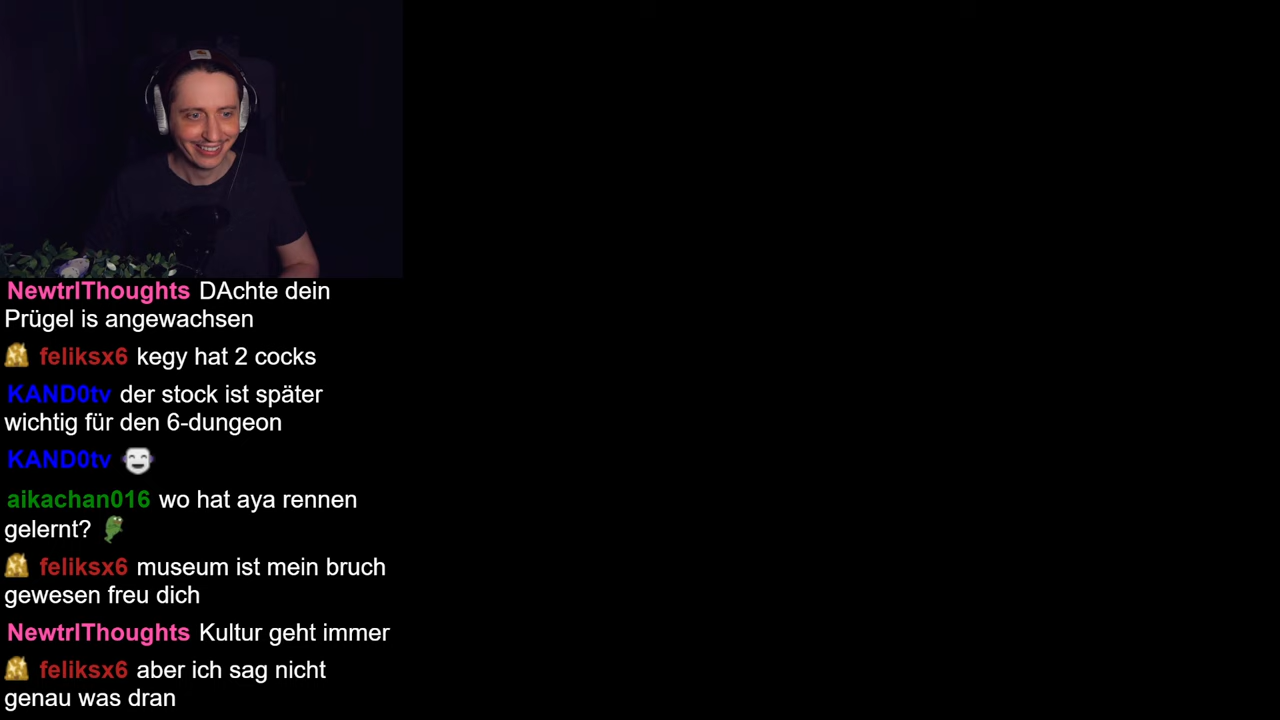 NewtrlThoughts DAchte dein
Prügel is angewachsen
feliksx6 kegy hat 2 cocks
KAND0tv der stock ist später
wichtig für den 6-dungeon
KAND0tv
aikachan016 wo hat aya rennen
gelernt?
feliksx6 museum ist mein bruch
gewesen freu dich
NewtrlThoughts Kultur geht immer
feliksx6 aber ich sag nicht
genau was dran